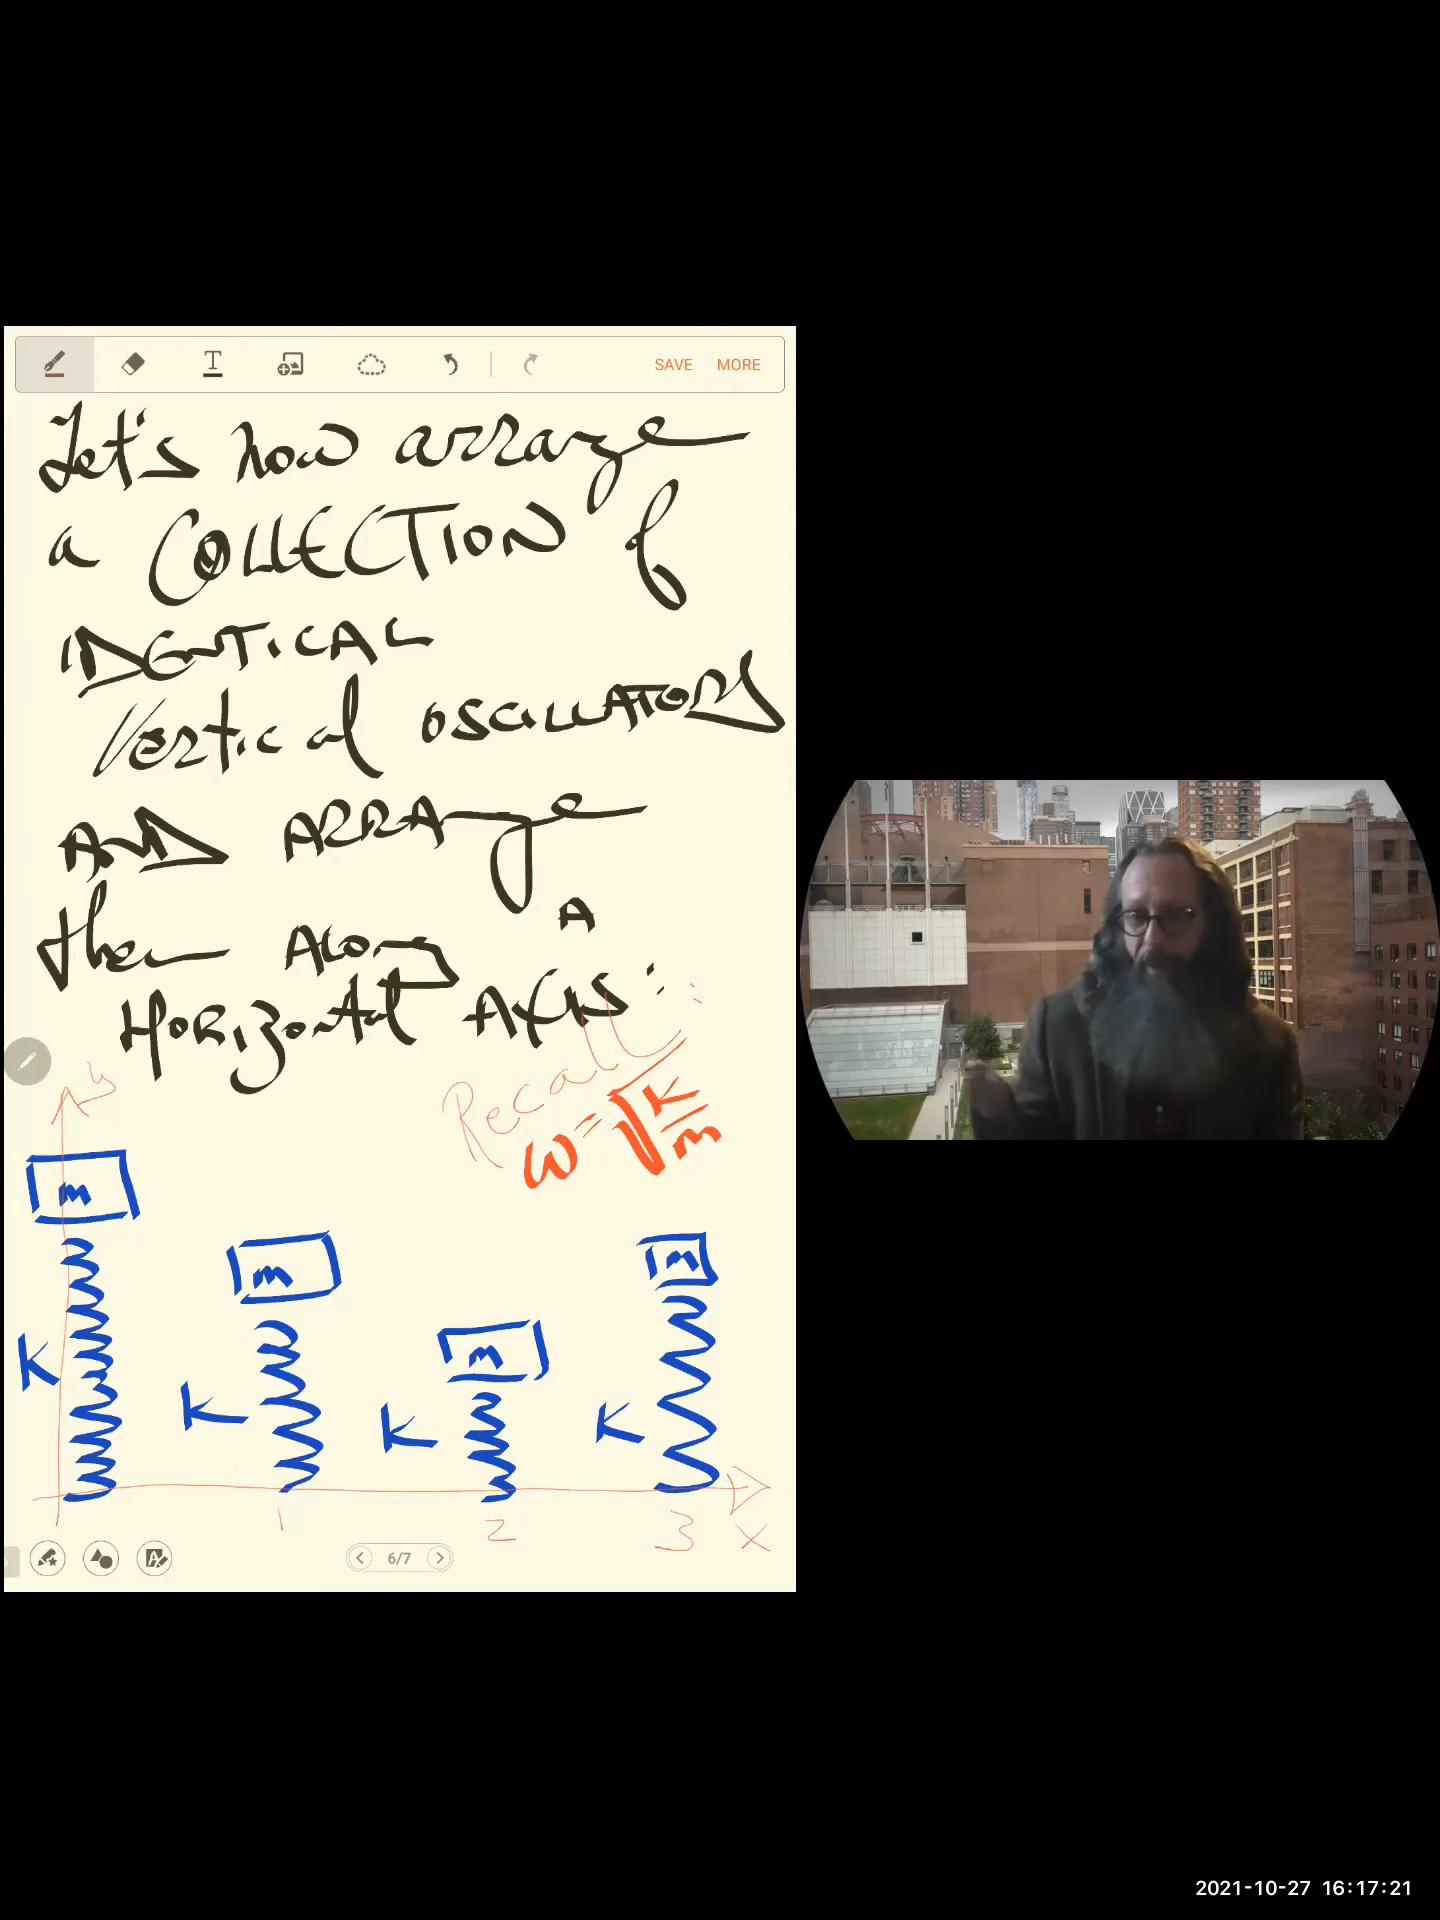 SAVE MORE
Let's now arrange
a COLLECTION of
IDENTICAL
Vertical OSCILLATORY
AND ARRAnge
them Along A
HORIZontal AXIS:
Recall:
ω = √K/m
y
m
m
m
m
K
K
K
K
1 2 3 X
6/7
2021-10-27 16:17:21